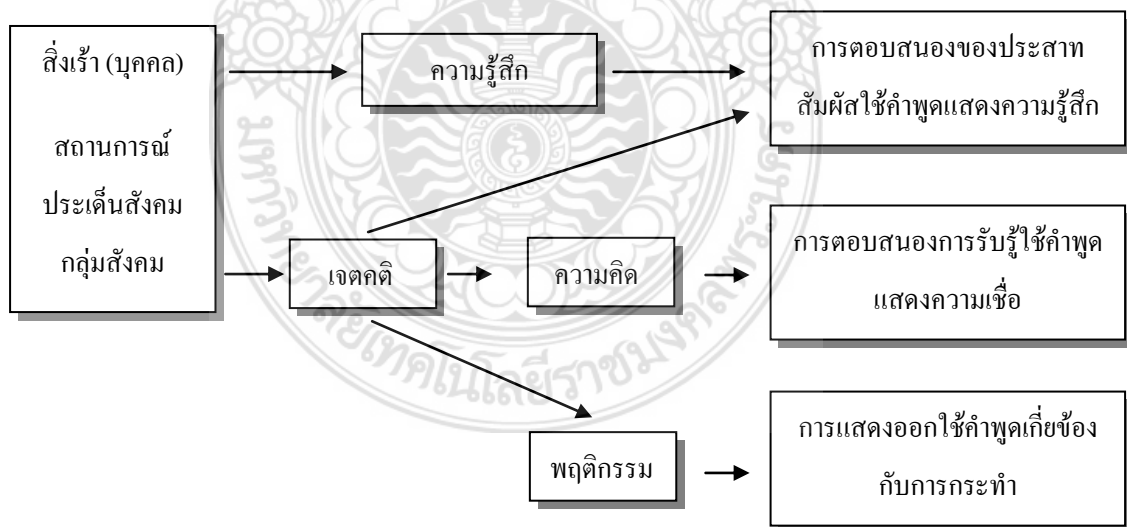 สิ่งเร้า (บุคคล)
สถานการณ์
ประเด็นสังคม
กลุ่มสังคม
ความรู้สึก
การตอบสนองของประสาท
สัมผัสใช้คำพูดแสดงความรู้สึก
เจตคติ
ความคิด
การตอบสนองการรับรู้ใช้คำพูด
แสดงความเชื่อ
พฤติกรรม
การแสดงออกใช้คำพูดเกี่ยข้อง
กับการกระทำ